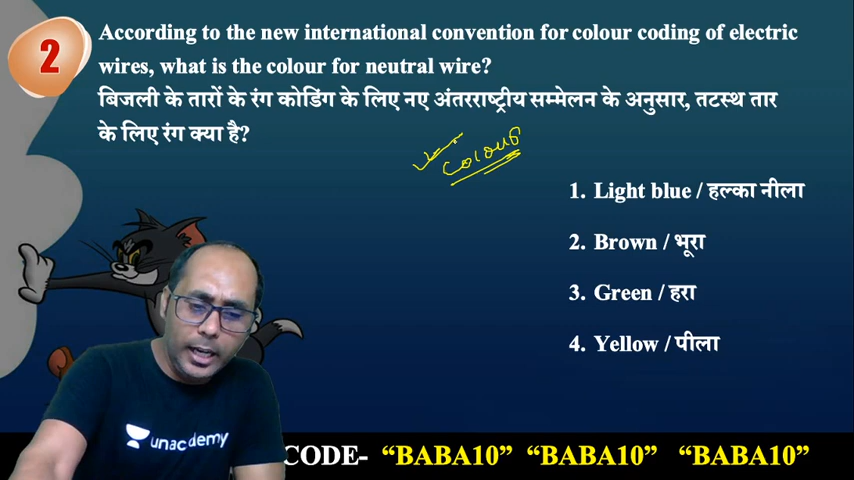 2
According to the new international convention for colour coding of electric
wires, what is the colour for neutral wire?
बिजली के तारों के रंग कोडिंग के लिए नए अंतरराष्ट्रीय सम्मेलन के अनुसार, तटस्थ तार
के लिए रंग क्या है?
Colour
1. Light blue / हल्का नीला
2. Brown / भूरा
3. Green / हरा
4. Yellow / पीला
unacademy
CODE- “BABA10” “BABA10” “BABA10”